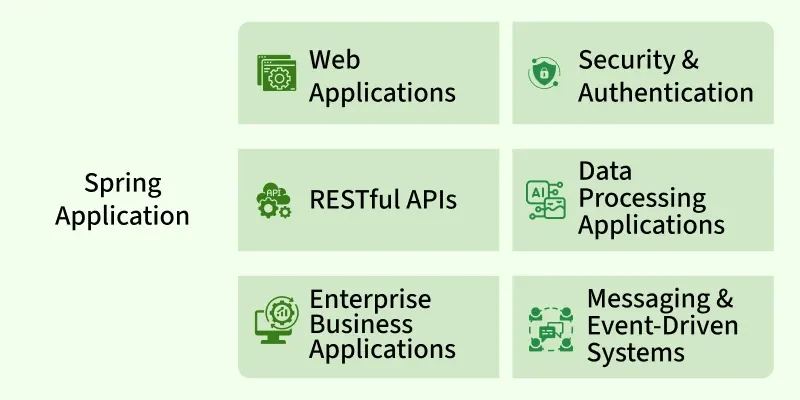 Spring
Application
Web
Applications
Security &
Authentication
API
RESTful APIs
AI
Data
Processing
Applications
Enterprise
Business
Applications
Messaging &
Event-Driven
Systems